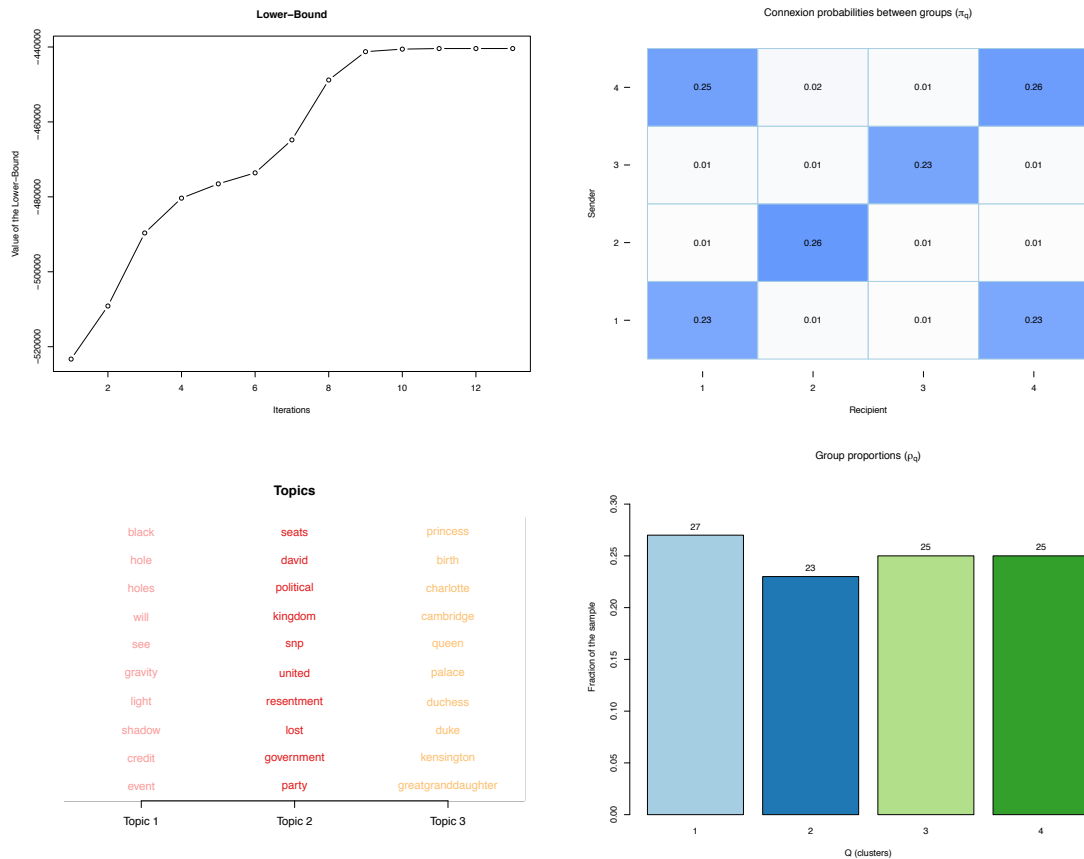 Lower−Bound
Value of the Lower−Bound
−440000
−460000
−480000
−500000
−520000
2 4 6 8 10 12
Iterations
Connexion probabilities between groups (πq)
Sender
4 0.25 0.02 0.01 0.26
3 0.01 0.01 0.23 0.01
2 0.01 0.26 0.01 0.01
1 0.23 0.01 0.01 0.23
1 2 3 4
Recipient
Topics
black seats princess
hole david birth
holes political charlotte
will kingdom cambridge
see snp queen
gravity united palace
light resentment duchess
shadow lost duke
credit government kensington
event party greatgranddaughter
Topic 1 Topic 2 Topic 3
Group proportions (ρq)
Fraction of the sample
0.30
0.25
0.20
0.15
0.10
0.05
0.00
27 23 25 25
1 2 3 4
Q (clusters)